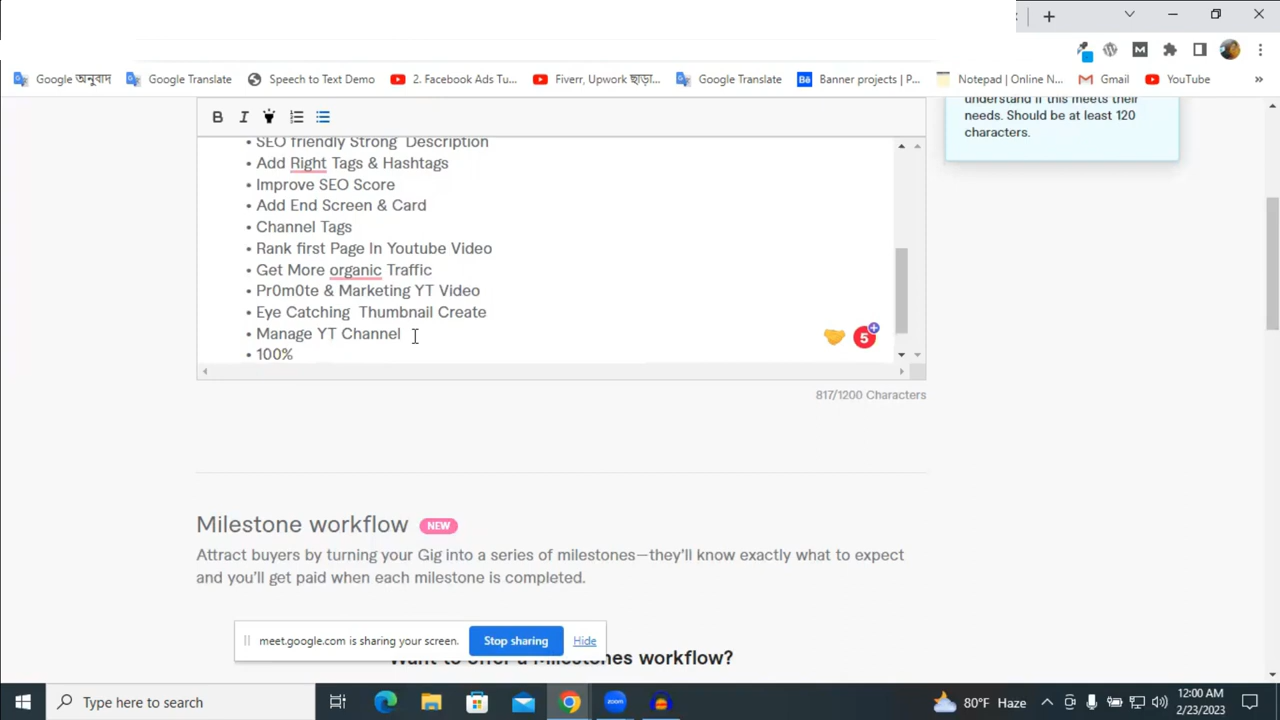 Google অনুবাদ
Google Translate
Speech to Text Demo
2. Facebook Ads Tu...
Fiverr, Upwork ছাড়া...
Google Translate
Bē
Banner projects | P...
Notepad | Online N...
Gmail
YouTube
»
understand if this meets their
needs. Should be at least 120
characters.
B I
• SEO friendly Strong  Description
• Add Right Tags & Hashtags
• Improve SEO Score
• Add End Screen & Card
• Channel Tags
• Rank first Page In Youtube Video
• Get More organic Traffic
• Pr0m0te & Marketing YT Video
• Eye Catching  Thumbnail Create
• Manage YT Channel
• 100%
5
817/1200 Characters
Milestone workflow NEW
Attract buyers by turning your Gig into a series of milestones—they'll know exactly what to expect
and you'll get paid when each milestone is completed.
meet.google.com is sharing your screen. Stop sharing Hide
Want to offer a Milestones workflow?
Type here to search
zoom
80°F Haze
12:00 AM
2/23/2023